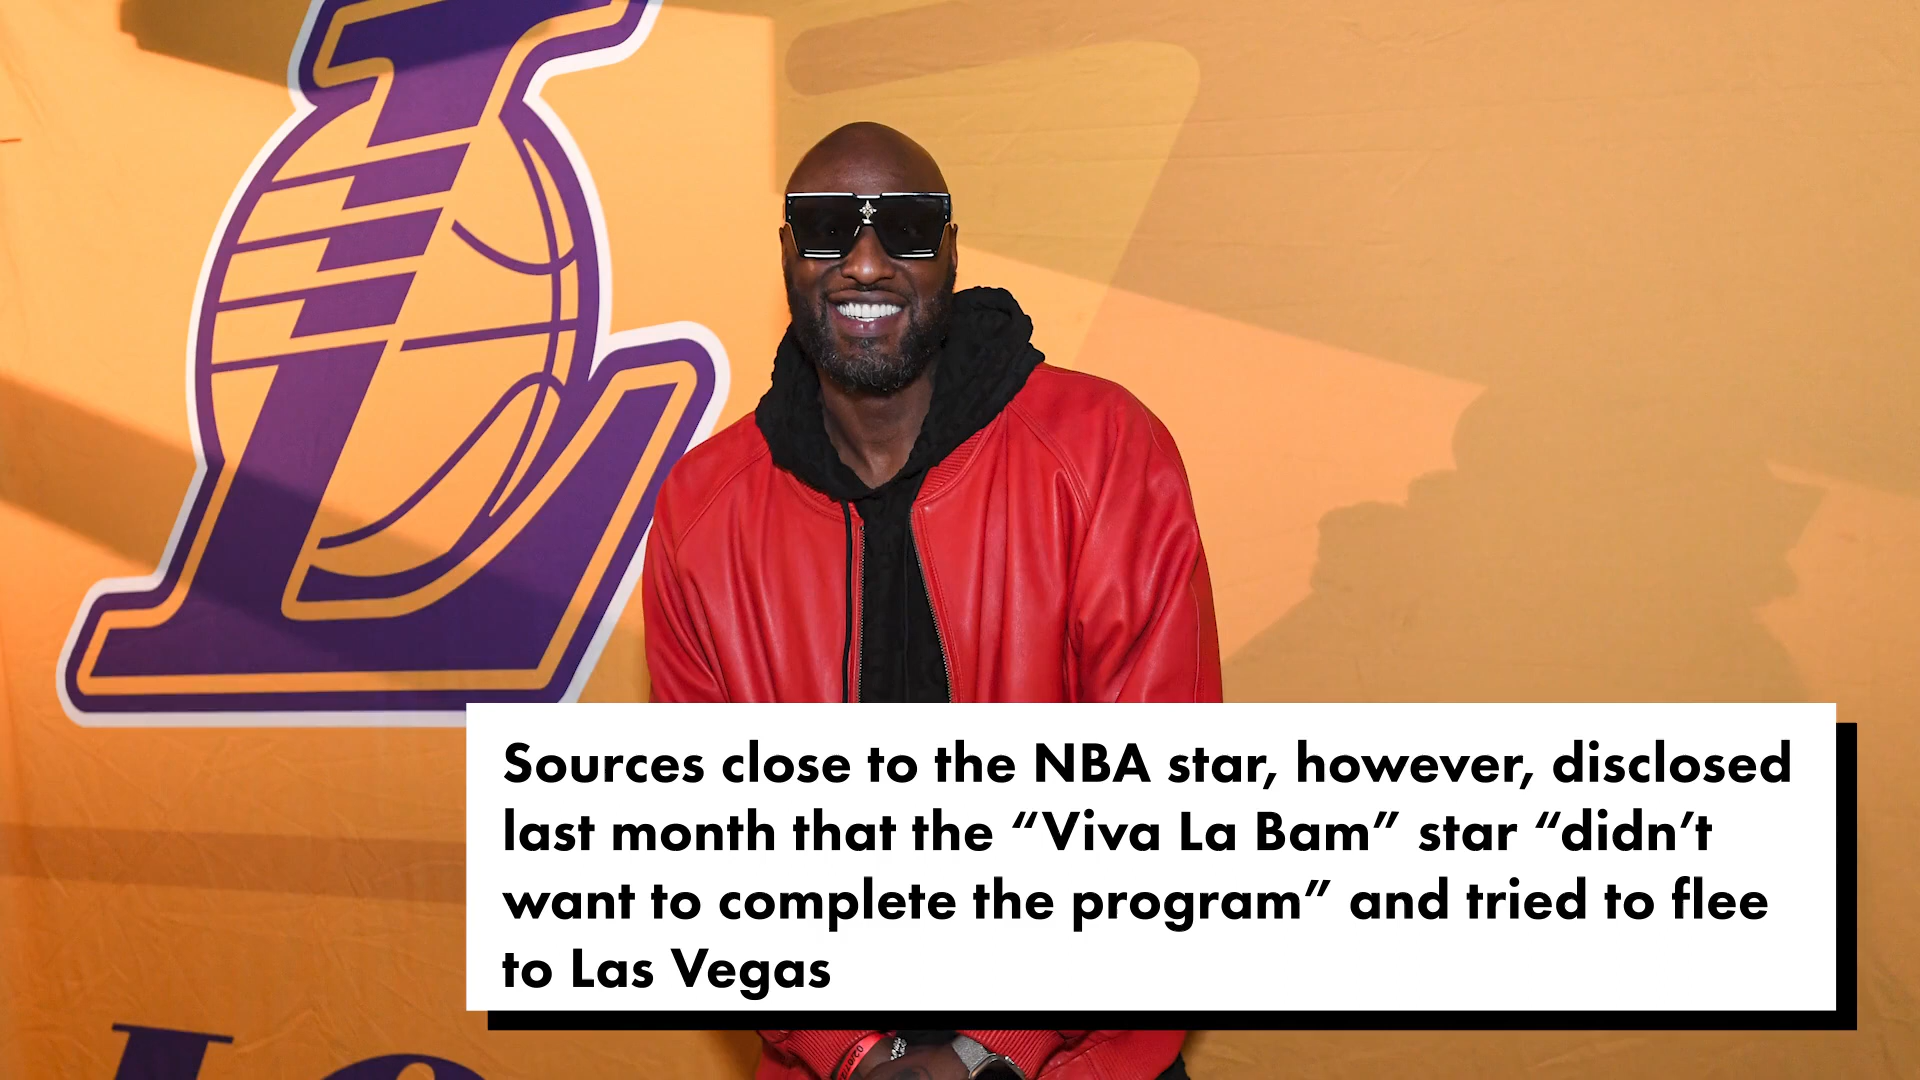 Sources close to the NBA star, however, disclosed
last month that the “Viva La Bam” star “didn’t
want to complete the program” and tried to flee
to Las Vegas